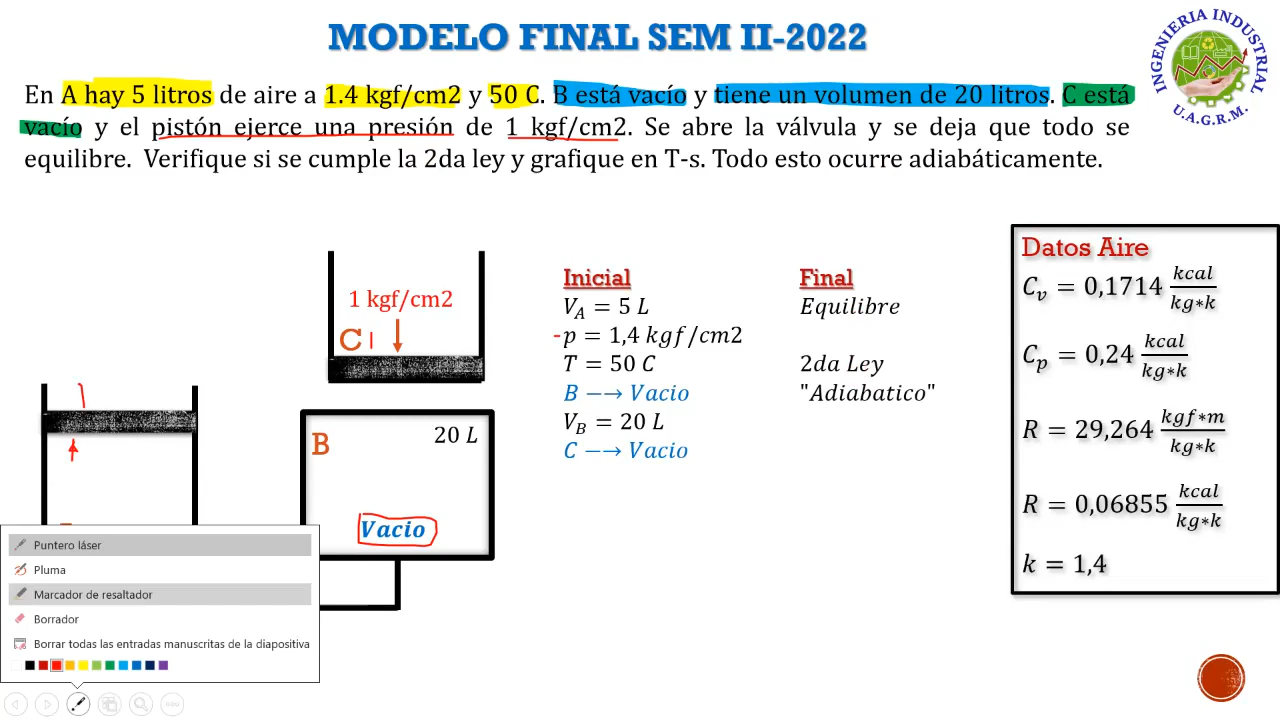 MODELO FINAL SEM II-2022
En A hay 5 litros de aire a 1.4 kgf/cm2 y 50 C. B está vacío y tiene un volumen de 20 litros. C está
vacío y el pistón ejerce una presión de 1 kgf/cm2. Se abre la válvula y se deja que todo se
equilibre. Verifique si se cumple la 2da ley y grafique en T-s. Todo esto ocurre adiabáticamente.
INGENIERIA INDUSTRIAL
U.A.G.R.M.
1 kgf/cm2
C
B
20 L
Vacio
Inicial
V_A = 5 L
p = 1,4 kgf/cm2
T = 50 C
B −→ Vacio
V_B = 20 L
C −→ Vacio
Final
Equilibre
2da Ley
"Adiabatico"
Datos Aire
C_v = 0,1714 kcal/kg∗k
C_p = 0,24 kcal/kg∗k
R = 29,264 kgf∗m/kg∗k
R = 0,06855 kcal/kg∗k
k = 1,4
Puntero láser
Pluma
Marcador de resaltador
Borrador
Borrar todas las entradas manuscritas de la diapositiva